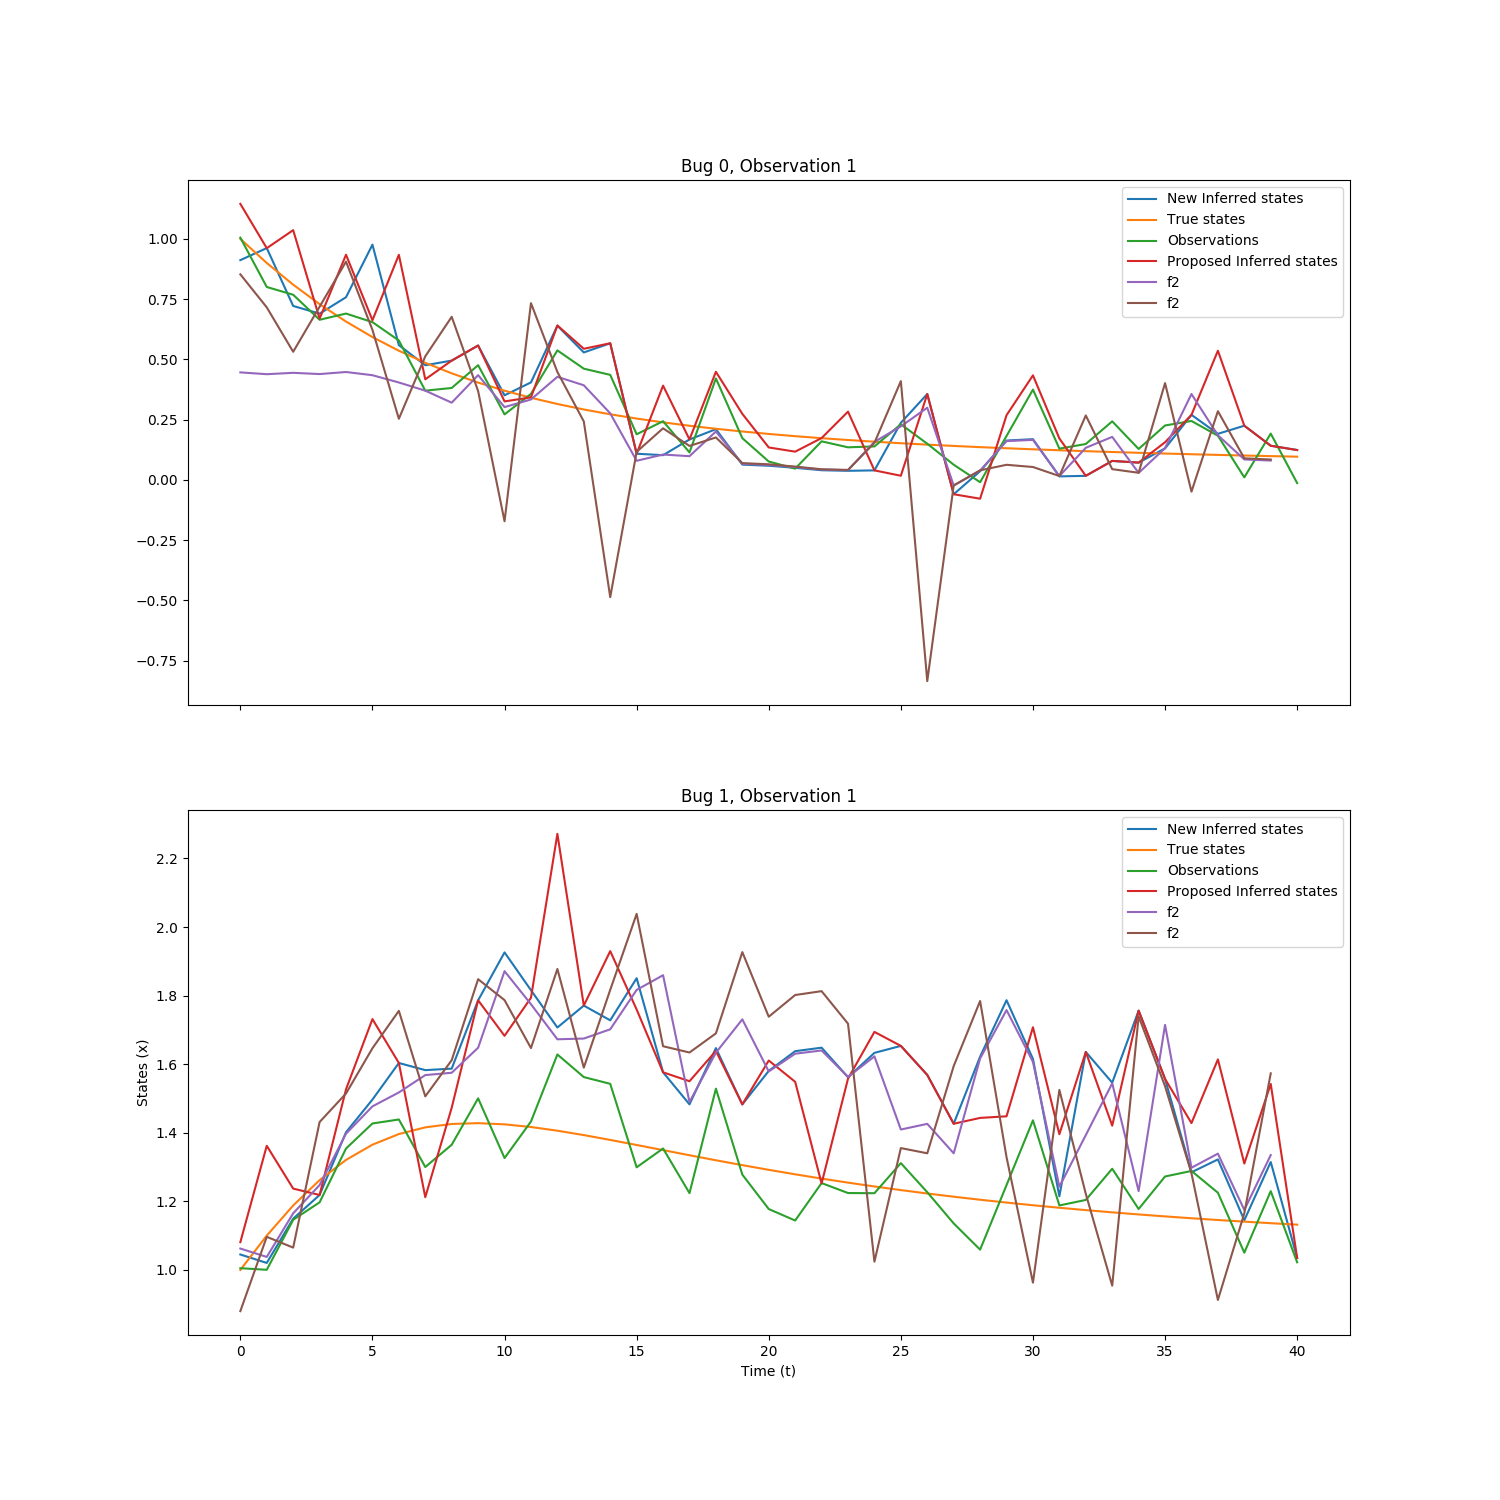 Bug 0, Observation 1
New Inferred states
True states
Observations
Proposed Inferred states
f2
f2
1.00
0.75
0.50
0.25
0.00
−0.25
−0.50
−0.75
Bug 1, Observation 1
New Inferred states
True states
Observations
Proposed Inferred states
f2
f2
2.2
2.0
1.8
1.6
1.4
1.2
1.0
States (x)
0 5 10 15 20 25 30 35 40
Time (t)